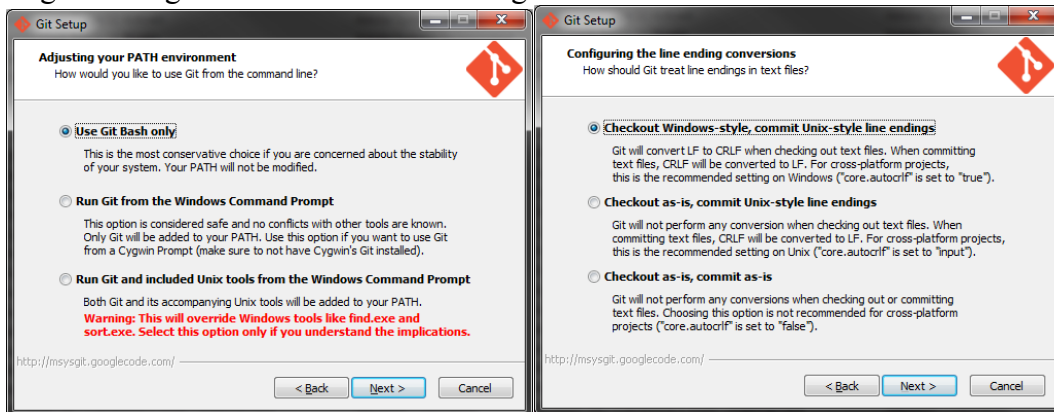 Git Setup
Adjusting your PATH environment
How would you like to use Git from the command line?
Use Git Bash only
This is the most conservative choice if you are concerned about the stability
of your system. Your PATH will not be modified.
Run Git from the Windows Command Prompt
This option is considered safe and no conflicts with other tools are known.
Only Git will be added to your PATH. Use this option if you want to use Git
from a Cygwin Prompt (make sure to not have Cygwin's Git installed).
Run Git and included Unix tools from the Windows Command Prompt
Both Git and its accompanying Unix tools will be added to your PATH.
Warning: This will override Windows tools like find.exe and
sort.exe. Select this option only if you understand the implications.
http://msysgit.googlecode.com/
< Back
Next >
Cancel
Git Setup
Configuring the line ending conversions
How should Git treat line endings in text files?
Checkout Windows-style, commit Unix-style line endings
Git will convert LF to CRLF when checking out text files. When committing
text files, CRLF will be converted to LF. For cross-platform projects,
this is the recommended setting on Windows ("core.autocrlf" is set to "true").
Checkout as-is, commit Unix-style line endings
Git will not perform any conversion when checking out text files. When
committing text files, CRLF will be converted to LF. For cross-platform projects,
this is the recommended setting on Unix ("core.autocrlf" is set to "input").
Checkout as-is, commit as-is
Git will not perform any conversions when checking out or committing
text files. Choosing this option is not recommended for cross-platform
projects ("core.autocrlf" is set to "false").
http://msysgit.googlecode.com/
< Back
Next >
Cancel